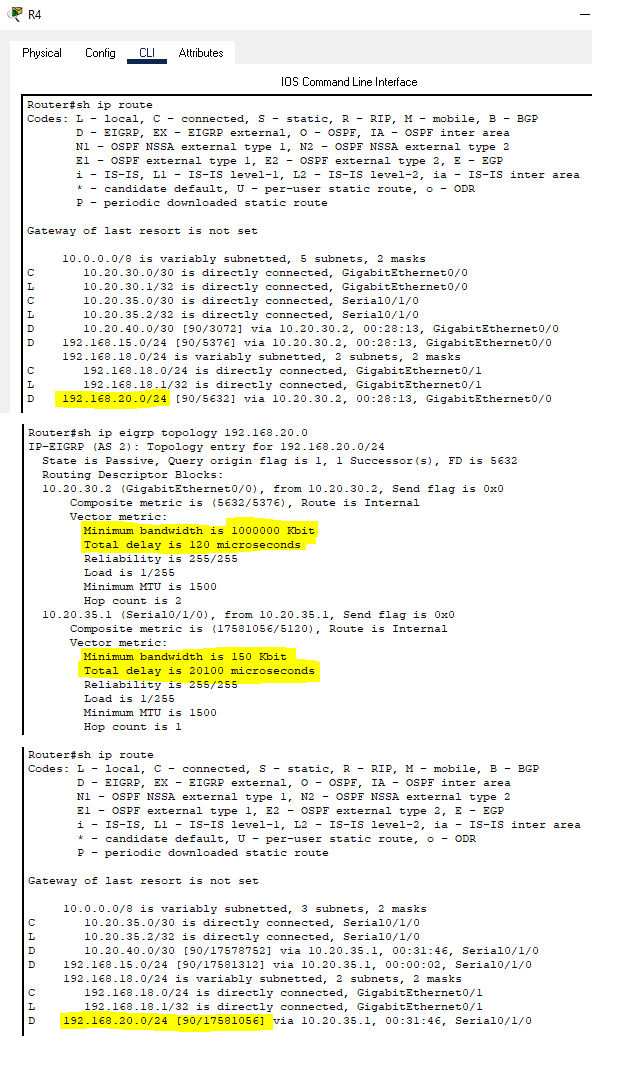 R4
Physical Config CLI Attributes
IOS Command Line Interface
Router#sh ip route
Codes: L - local, C - connected, S - static, R - RIP, M - mobile, B - BGP
D - EIGRP, EX - EIGRP external, O - OSPF, IA - OSPF inter area
N1 - OSPF NSSA external type 1, N2 - OSPF NSSA external type 2
E1 - OSPF external type 1, E2 - OSPF external type 2, E - EGP
i - IS-IS, L1 - IS-IS level-1, L2 - IS-IS level-2, ia - IS-IS inter area
* - candidate default, U - per-user static route, o - ODR
P - periodic downloaded static route
Gateway of last resort is not set
10.0.0.0/8 is variably subnetted, 5 subnets, 2 masks
C 10.20.30.0/30 is directly connected, GigabitEthernet0/0
L 10.20.30.1/32 is directly connected, GigabitEthernet0/0
C 10.20.35.0/30 is directly connected, Serial0/1/0
L 10.20.35.2/32 is directly connected, Serial0/1/0
D 10.20.40.0/30 [90/3072] via 10.20.30.2, 00:28:13, GigabitEthernet0/0
D 192.168.15.0/24 [90/5376] via 10.20.30.2, 00:28:13, GigabitEthernet0/0
192.168.18.0/24 is variably subnetted, 2 subnets, 2 masks
C 192.168.18.0/24 is directly connected, GigabitEthernet0/1
L 192.168.18.1/32 is directly connected, GigabitEthernet0/1
D 192.168.20.0/24 [90/5632] via 10.20.30.2, 00:28:13, GigabitEthernet0/0
Router#sh ip eigrp topology 192.168.20.0
IP-EIGRP (AS 2): Topology entry for 192.168.20.0/24
State is Passive, Query origin flag is 1, 1 Successor(s), FD is 5632
Routing Descriptor Blocks:
10.20.30.2 (GigabitEthernet0/0), from 10.20.30.2, Send flag is 0x0
Composite metric is (5632/5376), Route is Internal
Vector metric:
Minimum bandwidth is 1000000 Kbit
Total delay is 120 microseconds
Reliability is 255/255
Load is 1/255
Minimum MTU is 1500
Hop count is 2
10.20.35.1 (Serial0/1/0), from 10.20.35.1, Send flag is 0x0
Composite metric is (17581056/5120), Route is Internal
Vector metric:
Minimum bandwidth is 150 Kbit
Total delay is 20100 microseconds
Reliability is 255/255
Load is 1/255
Minimum MTU is 1500
Hop count is 1
Router#sh ip route
Codes: L - local, C - connected, S - static, R - RIP, M - mobile, B - BGP
D - EIGRP, EX - EIGRP external, O - OSPF, IA - OSPF inter area
N1 - OSPF NSSA external type 1, N2 - OSPF NSSA external type 2
E1 - OSPF external type 1, E2 - OSPF external type 2, E - EGP
i - IS-IS, L1 - IS-IS level-1, L2 - IS-IS level-2, ia - IS-IS inter area
* - candidate default, U - per-user static route, o - ODR
P - periodic downloaded static route
Gateway of last resort is not set
10.0.0.0/8 is variably subnetted, 3 subnets, 2 masks
C 10.20.35.0/30 is directly connected, Serial0/1/0
L 10.20.35.2/32 is directly connected, Serial0/1/0
D 10.20.40.0/30 [90/17578752] via 10.20.35.1, 00:31:46, Serial0/1/0
D 192.168.15.0/24 [90/17581312] via 10.20.35.1, 00:00:02, Serial0/1/0
192.168.18.0/24 is variably subnetted, 2 subnets, 2 masks
C 192.168.18.0/24 is directly connected, GigabitEthernet0/1
L 192.168.18.1/32 is directly connected, GigabitEthernet0/1
D 192.168.20.0/24 [90/17581056] via 10.20.35.1, 00:31:46, Serial0/1/0